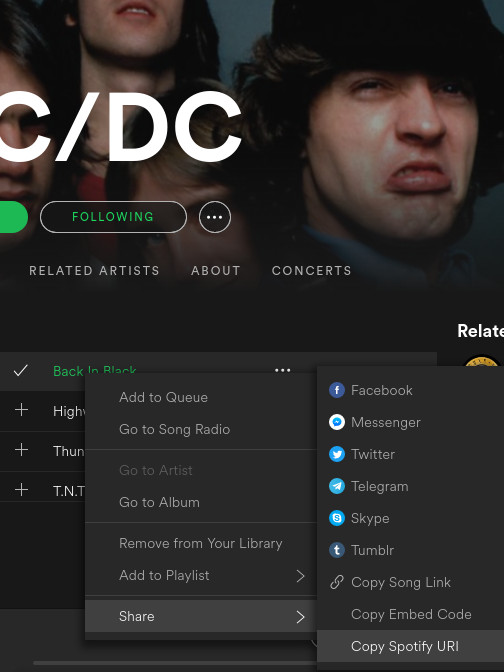 C/DC
FOLLOWING
RELATED ARTISTS ABOUT CONCERTS
Relate
Back In Black
High
Thun
T.N.T
Add to Queue
Go to Song Radio
Go to Artist
Go to Album
Remove from Your Library
Add to Playlist
Share
Facebook
Messenger
Twitter
Telegram
Skype
Tumblr
Copy Song Link
Copy Embed Code
Copy Spotify URI